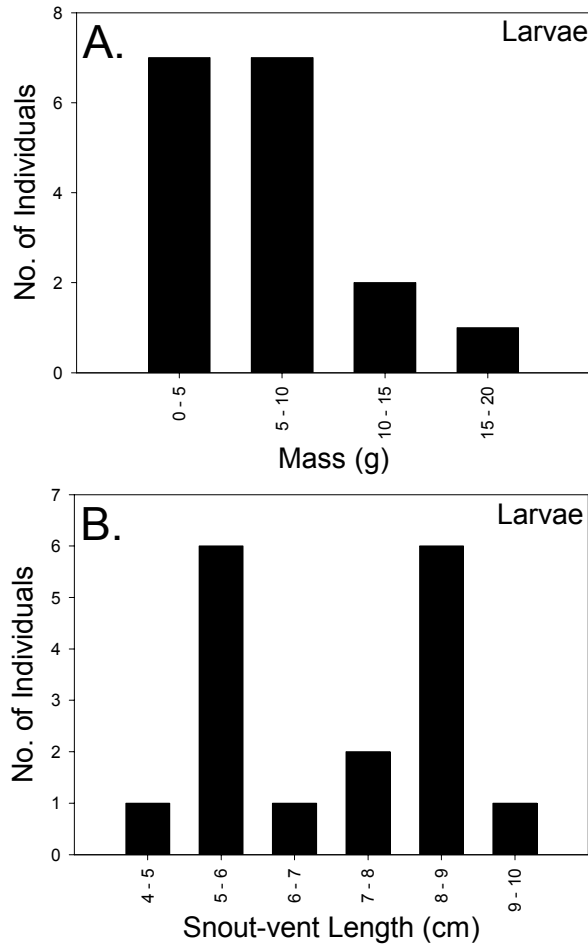 A.
Larvae
No. of Individuals
8
6
4
2
0
0 - 5
5 - 10
10 - 15
15 - 20
Mass (g)
B.
Larvae
No. of Individuals
7
6
5
4
3
2
1
0
4 - 5
5 - 6
6 - 7
7 - 8
8 - 9
9 - 10
Snout-vent Length (cm)